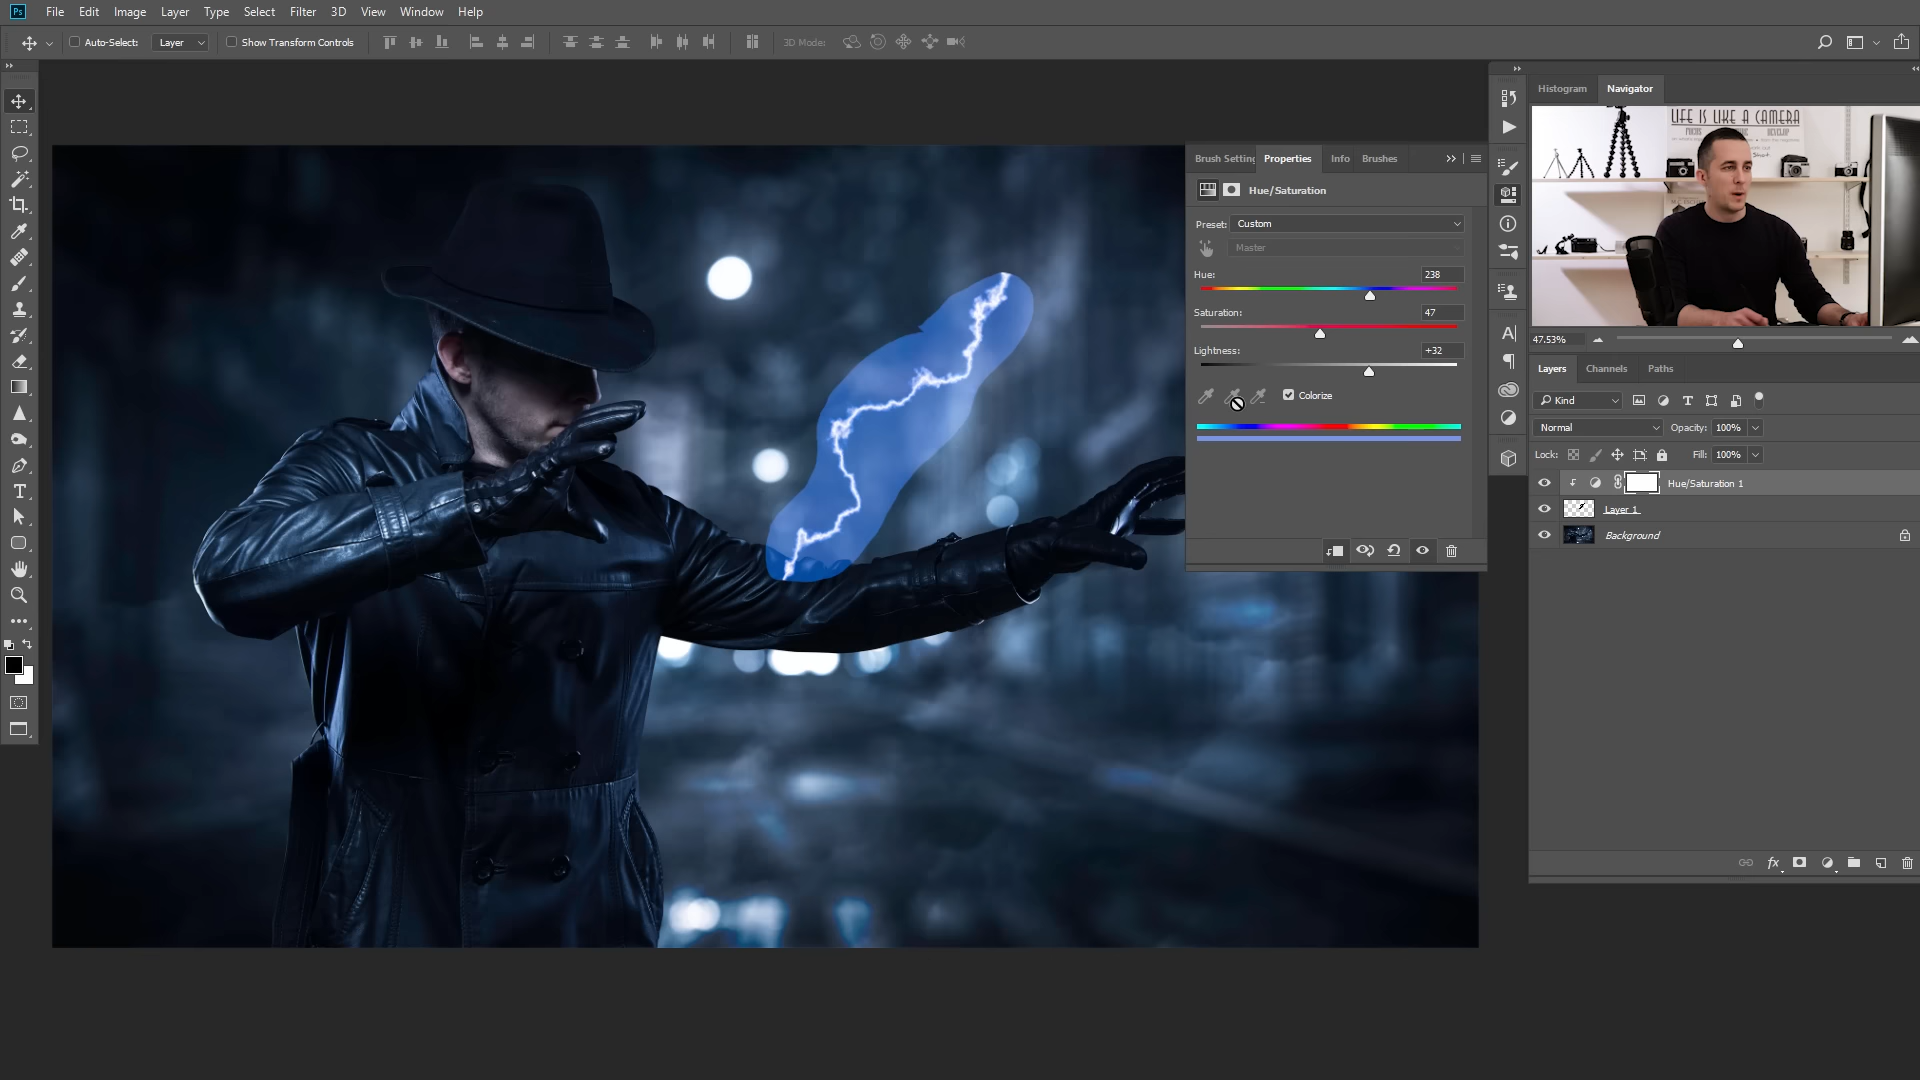 Ps File Edit Image Layer Type Select Filter 3D View Window Help
Auto-Select: Layer Show Transform Controls 3D Mode:
Histogram Navigator
LIFE IS LIKE A CAMERA
Brush Setting Properties Info Brushes
Hue/Saturation
Preset: Custom
Master
Hue: 238
Saturation: 47
Lightness: +32
Colorize
47.53%
Layers Channels Paths
Kind
Normal Opacity: 100%
Lock: Fill: 100%
Hue/Saturation 1
Layer 1
Background
fx